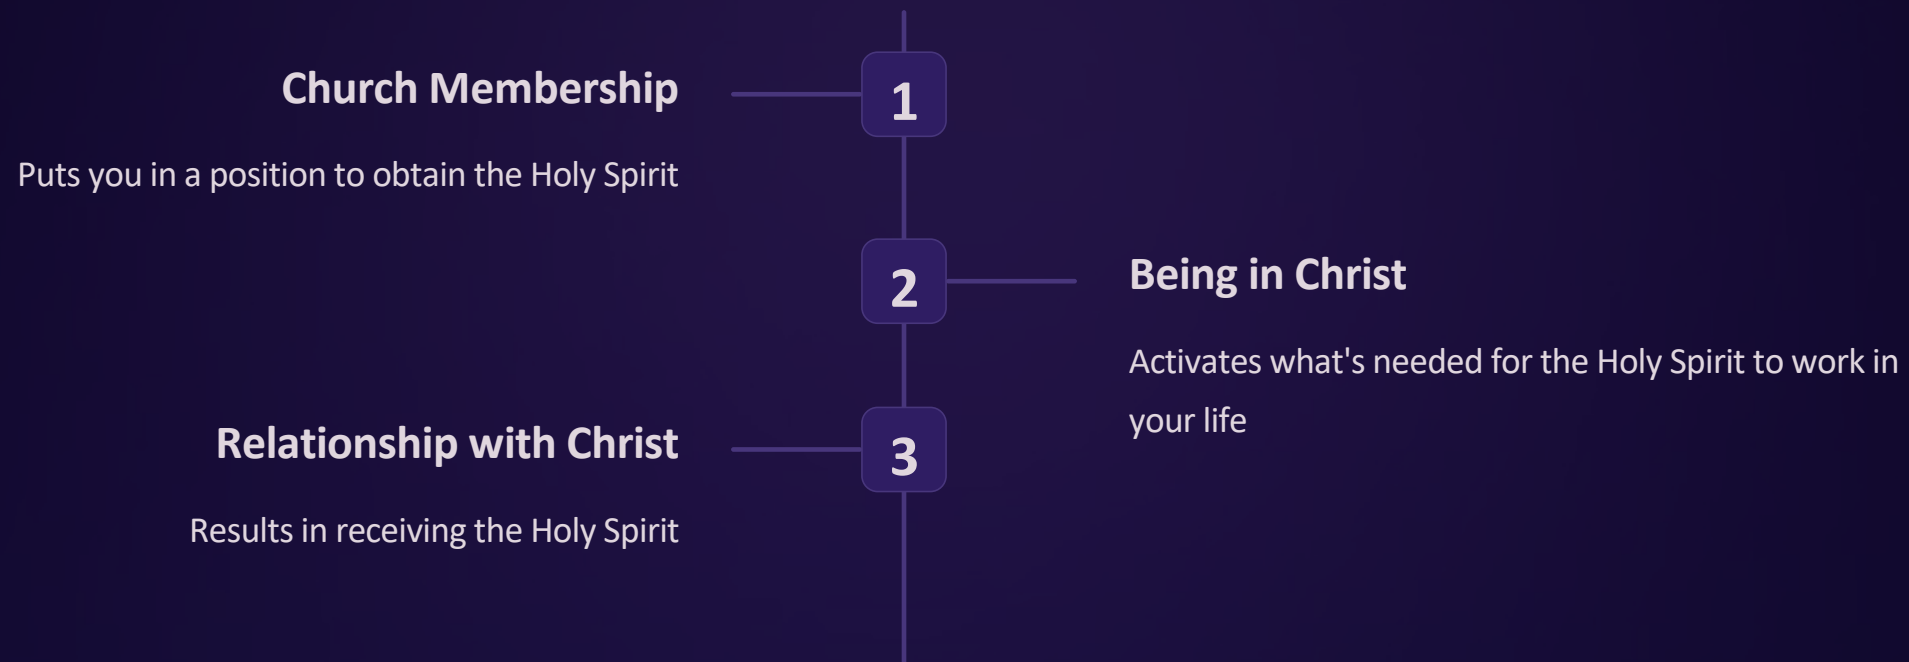 1
Church Membership
Puts you in a position to obtain the Holy Spirit
2
Being in Christ
Activates what's needed for the Holy Spirit to work in
your life
3
Relationship with Christ
Results in receiving the Holy Spirit